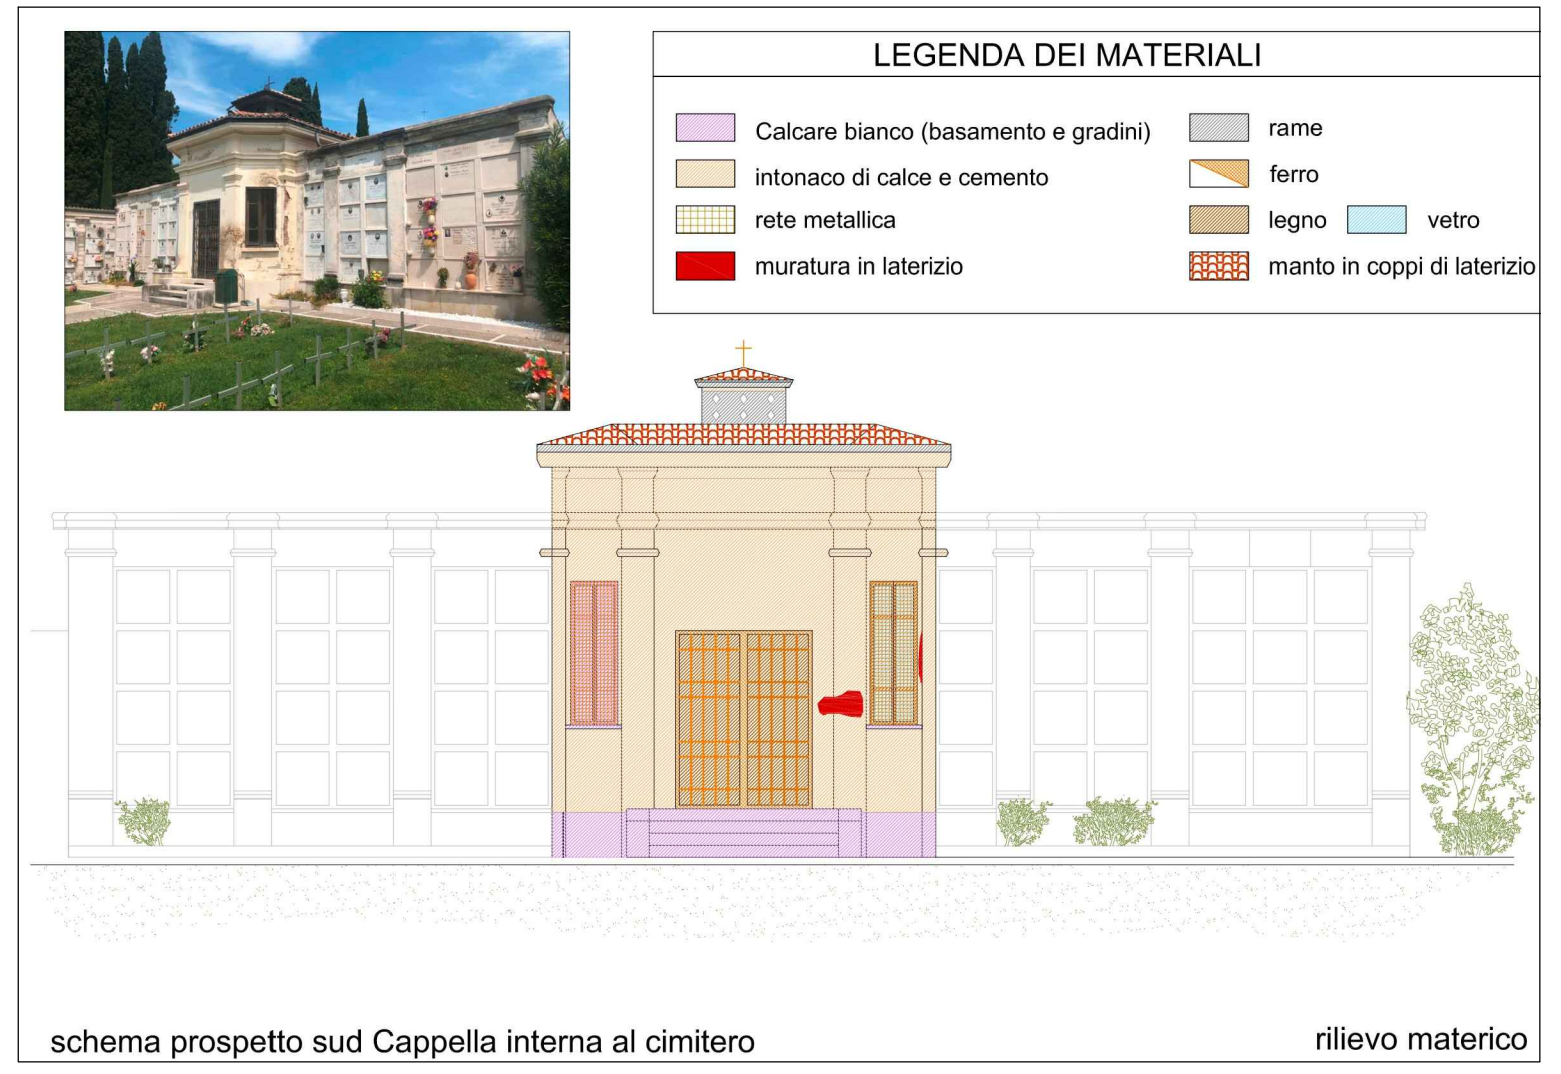 LEGENDA DEI MATERIALI
Calcare bianco (basamento e gradini)
intonaco di calce e cemento
rete metallica
muratura in laterizio
rame
ferro
legno
vetro
manto in coppi di laterizio
schema prospetto sud Cappella interna al cimitero
rilievo materico